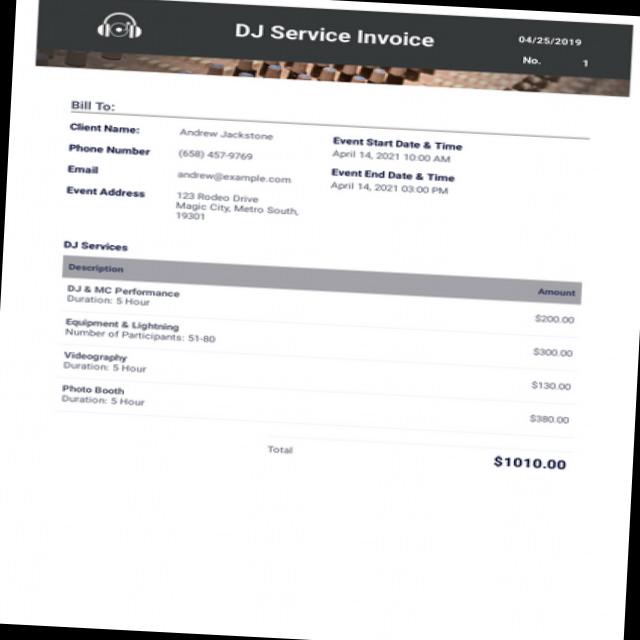 DJ Service Invoice
04/25/2019
No. 1
Bill To:
Client Name: Andrew Jackstone
Phone Number (658) 457-9769
Email andrew@example.com
Event Address 123 Rodeo Drive
Magic City, Metro South,
19301
Event Start Date & Time
April 14, 2021 10:00 AM
Event End Date & Time
April 14, 2021 03:00 PM
DJ Services
Description Amount
DJ & MC Performance
Duration: 5 Hour $200.00
Equipment & Lightning
Number of Participants: 51-80 $300.00
Videography
Duration: 5 Hour $130.00
Photo Booth
Duration: 5 Hour $380.00
Total $1010.00